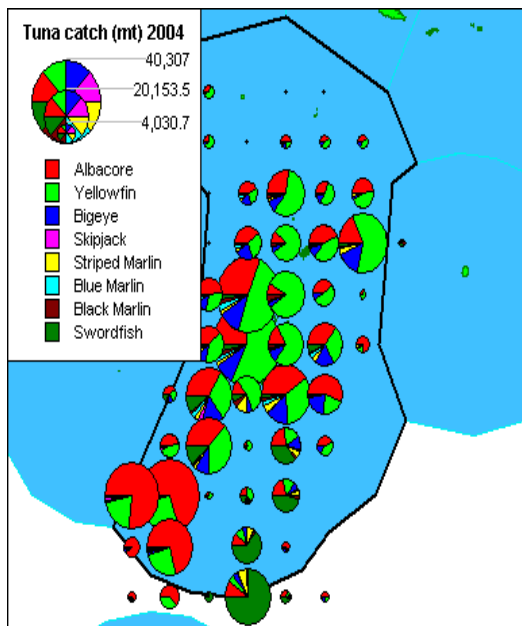 Tuna catch (mt) 2004
40,307
20,153.5
4,030.7
Albacore
Yellowfin
Bigeye
Skipjack
Striped Marlin
Blue Marlin
Black Marlin
Swordfish